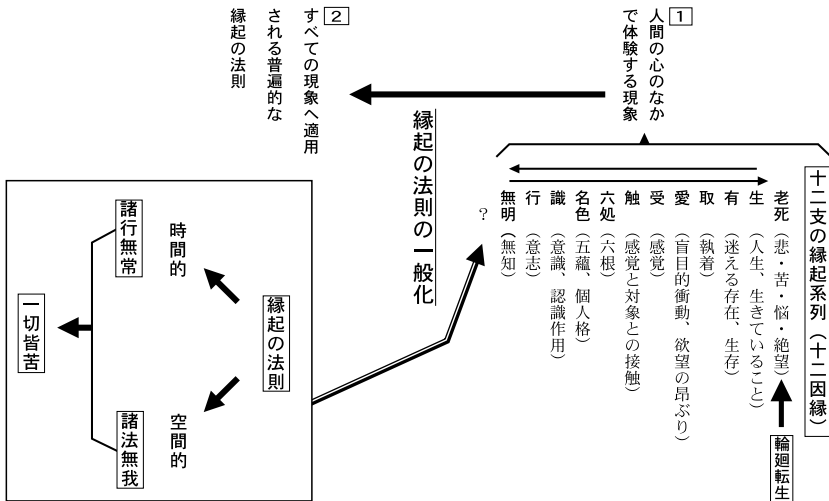 十二支の縁起系列(十二因縁)
輪廻転生
老死(悲・苦・悩・絶望)
生(人生、生きていること)
有(迷える存在、生存)
取(執着)
愛(盲目的衝動、欲望の昂ぶり)
受(感覚)
触(感覚と対象との接触)
六処(六根)
名色(五蘊、個人格)
識(意識、認識作用)
行(意志)
無明(無知)
?
1
人間の心のなか
で体験する現象
縁起の法則の一般化
2
すべての現象へ適用
される普遍的な
縁起の法則
縁起の法則
時間的
空間的
諸行無常
諸法無我
一切皆苦